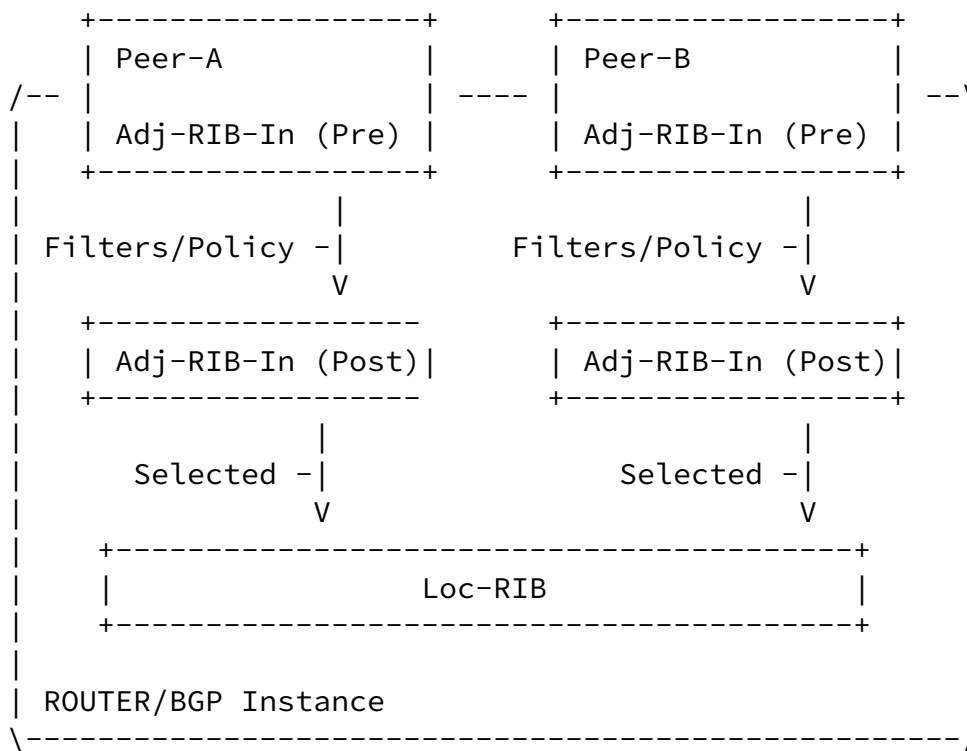 Peer-A Peer-B
Adj-RIB-In (Pre) Adj-RIB-In (Pre)
Filters/Policy Filters/Policy
Adj-RIB-In (Post) Adj-RIB-In (Post)
Selected Selected
Loc-RIB
ROUTER/BGP Instance